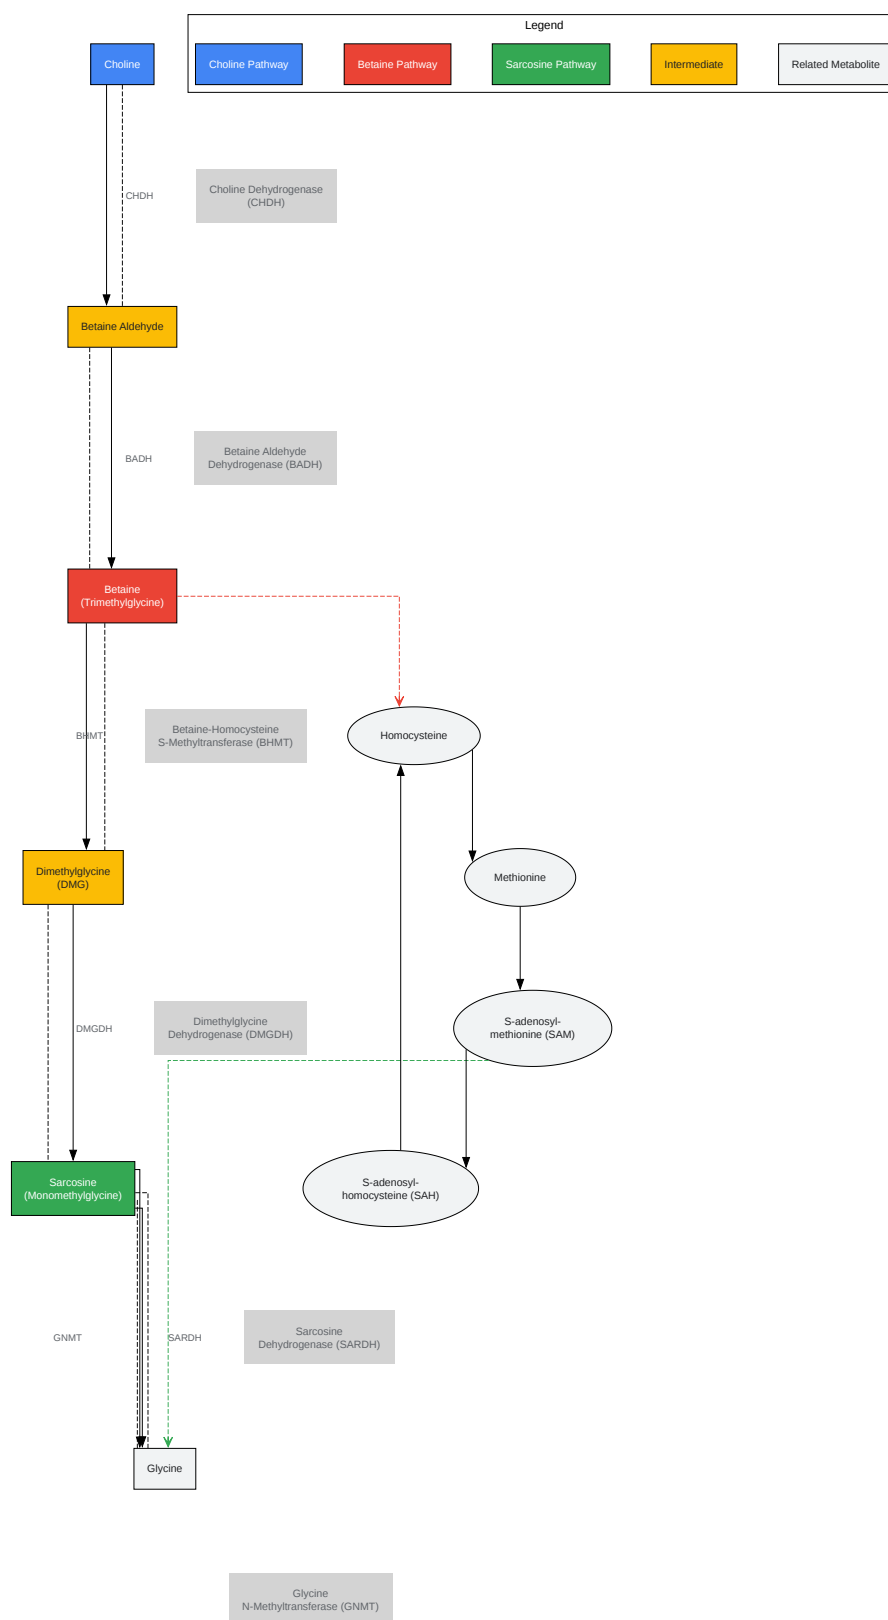 Legend
Choline
Choline Pathway
Betaine Pathway
Sarcosine Pathway
Intermediate
Related Metabolite
CHDH
Choline Dehydrogenase
(CHDH)
Betaine Aldehyde
BADH
Betaine Aldehyde
Dehydrogenase (BADH)
Betaine
(Trimethylglycine)
BHMT
Betaine-Homocysteine
S-Methyltransferase (BHMT)
Homocysteine
Dimethylglycine
(DMG)
Methionine
DMGDH
Dimethylglycine
Dehydrogenase (DMGDH)
S-adenosyl-
methionine (SAM)
Sarcosine
(Monomethylglycine)
S-adenosyl-
homocysteine (SAH)
GNMT
SARDH
Sarcosine
Dehydrogenase (SARDH)
Glycine
Glycine
N-Methyltransferase (GNMT)